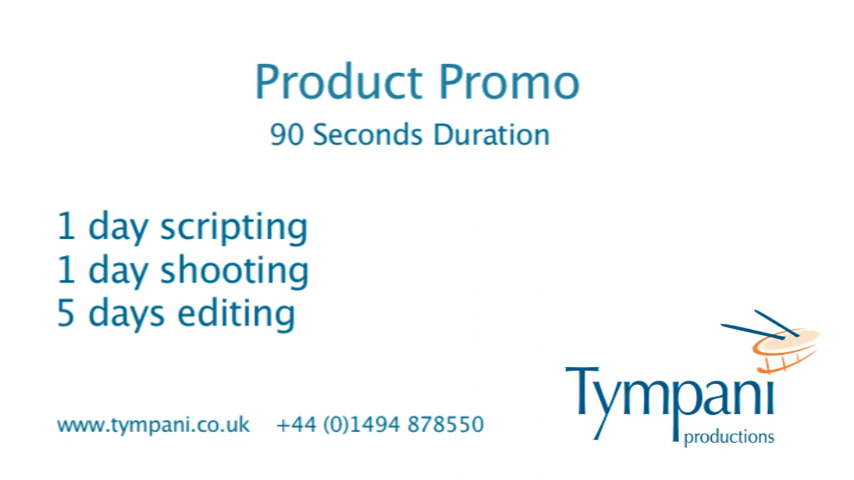 Product Promo
90 Seconds Duration
1 day scripting
1 day shooting
5 days editing
www.tympani.co.uk +44 (0)1494 878550
Tympani
productions